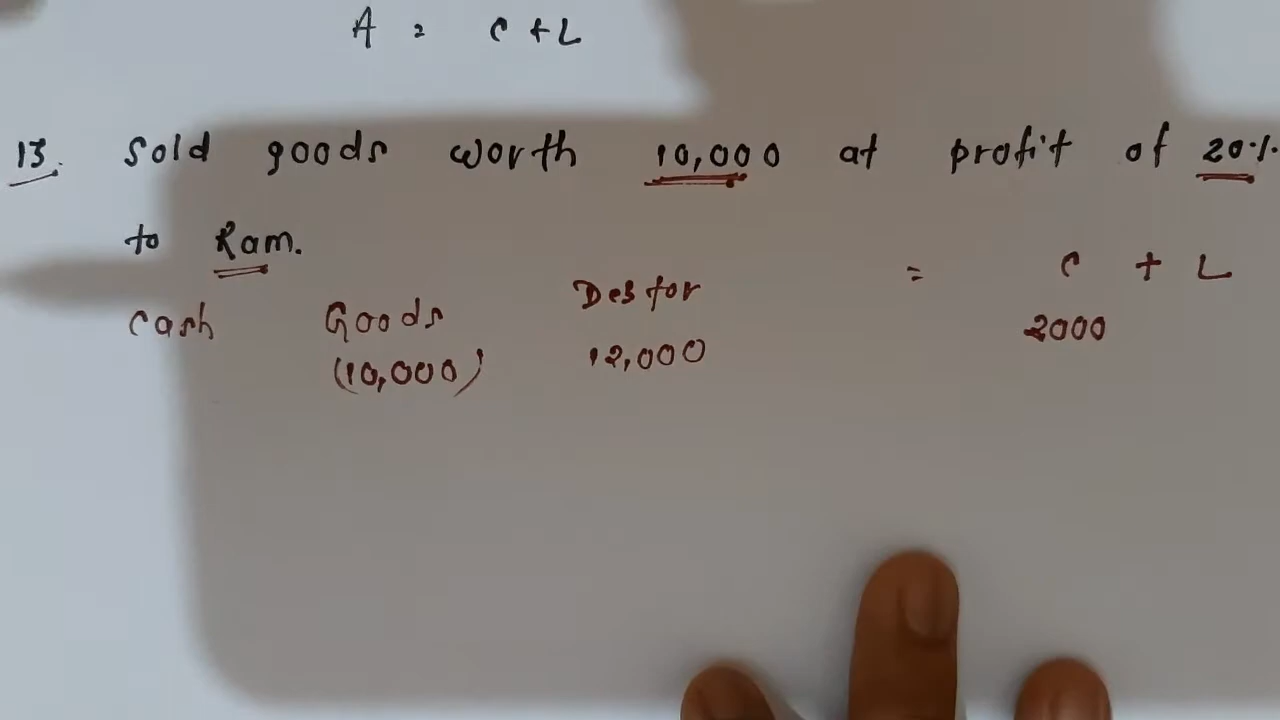 A = C + L
13. Sold goods worth 10,000 at profit of 20%
to Ram.
Cash Goods Debtor = C + L
(10,000) 12,000 2000